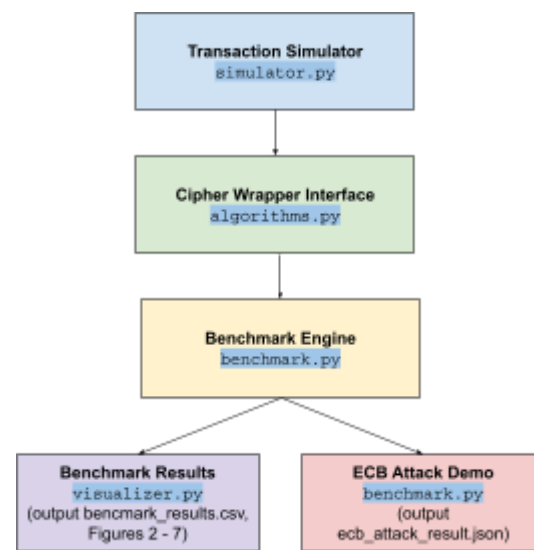 Transaction Simulator
simulator.py
Cipher Wrapper Interface
algorithms.py
Benchmark Engine
benchmark.py
Benchmark Results
visualizer.py
(output bencmark_results.csv,
Figures 2 - 7)
ECB Attack Demo
benchmark.py
(output
ecb_attack_result.json)